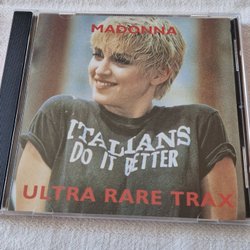 MADONNA
ITALIANS
DO IT BETTER
ULTRA RARE TRAX